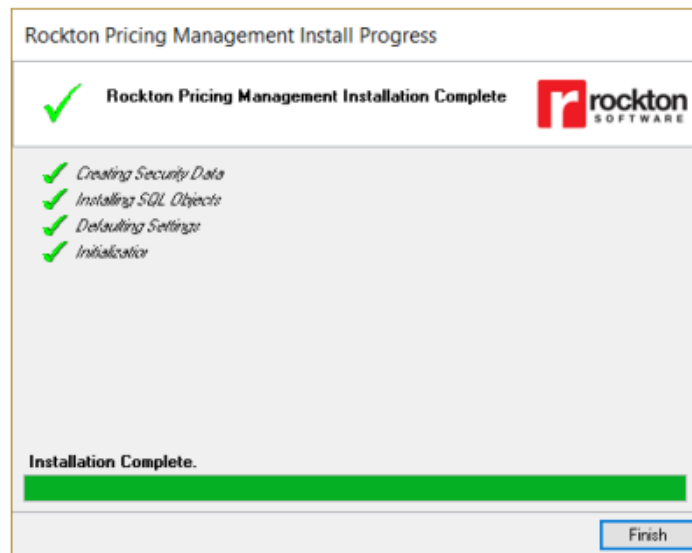 Rockton Pricing Management Install Progress
Rockton Pricing Management Installation Complete
rockton
SOFTWARE
Creating Security Data
Installing SQL Objects
Defaulting Settings
Initialization
Installation Complete.
Finish